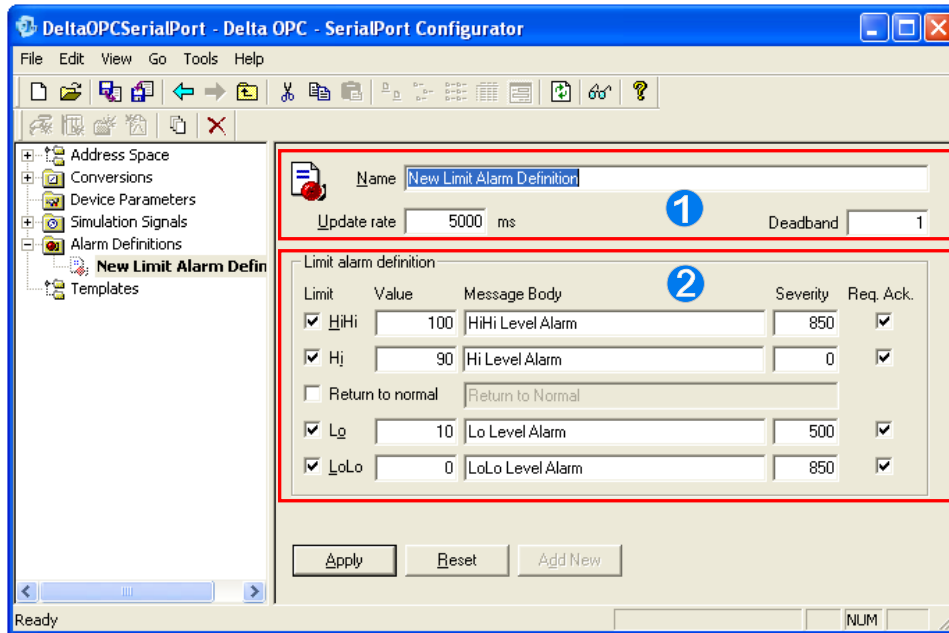 DeltaOPCSerialPort - Delta OPC - SerialPort Configurator
File Edit View Go Tools Help
Address Space
Conversions
Device Parameters
Simulation Signals
Alarm Definitions
New Limit Alarm Defin
Templates
Name New Limit Alarm Definition
1
Update rate 5000 ms Deadband 1
Limit alarm definition
2
Limit Value Message Body Severity Req. Ack.
HiHi 100 HiHi Level Alarm 850
Hi 90 Hi Level Alarm 0
Return to normal Return to Normal
Lo 10 Lo Level Alarm 500
LoLo 0 LoLo Level Alarm 850
Apply Reset Add New
Ready NUM